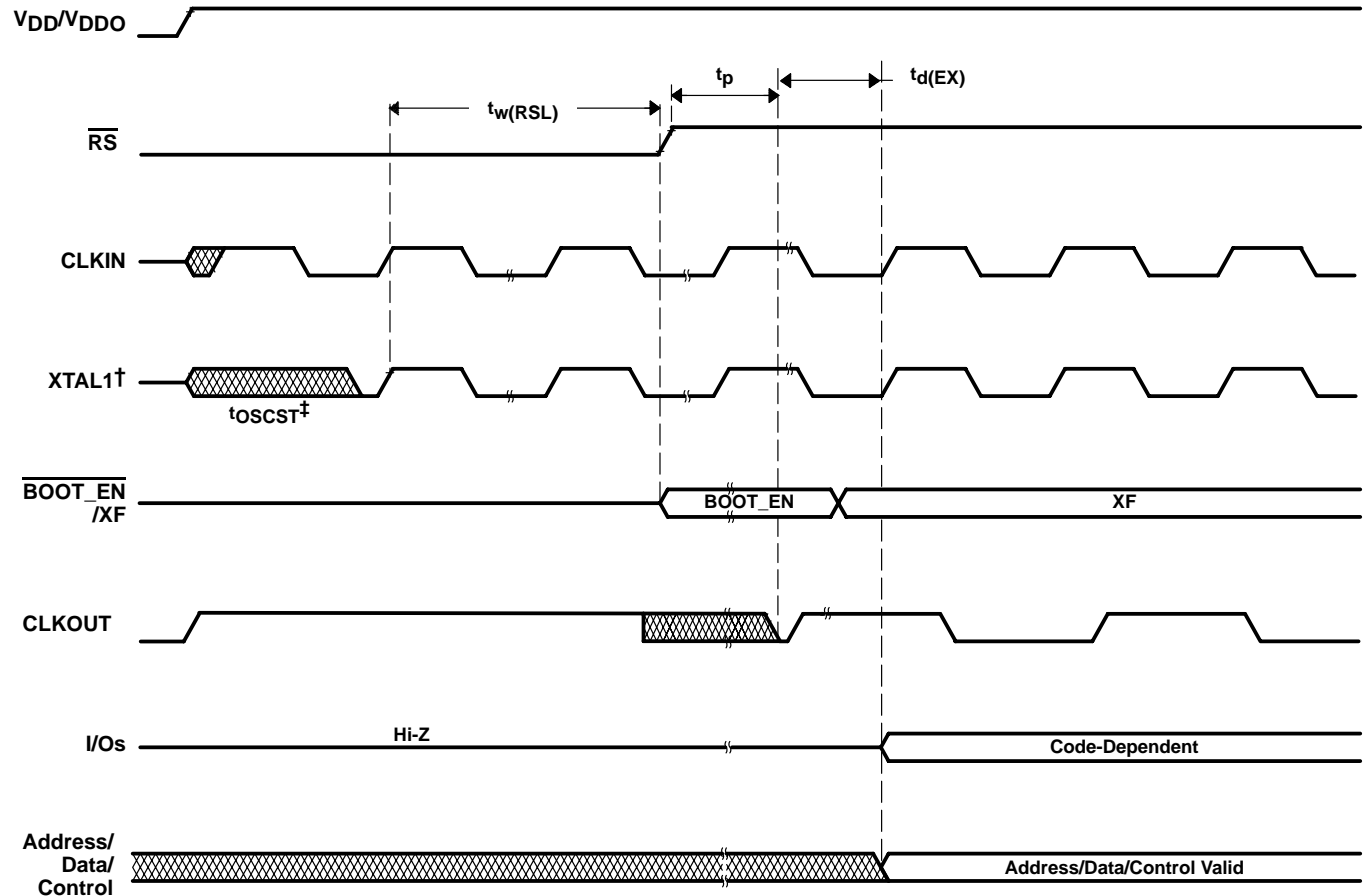 VDD/VDDO
tp
td(EX)
tw(RSL)
RS
CLKIN
XTAL1†
tOSCST‡
BOOT_EN
/XF
BOOT_EN
XF
CLKOUT
I/Os
Hi-Z
Code-Dependent
Address/
Data/
Control
Address/Data/Control Valid